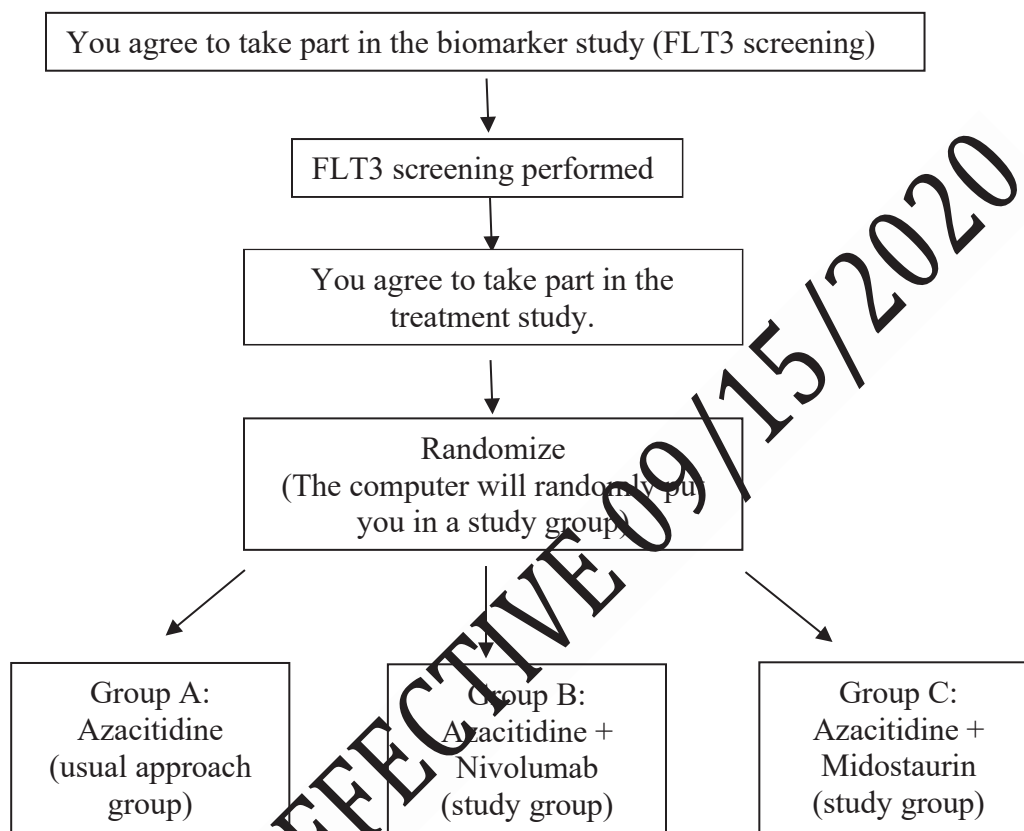 You agree to take part in the biomarker study (FLT3 screening)
FLT3 screening performed
You agree to take part in the
treatment study.
Randomize
(The computer will randomly put
you in a study group)
Group A:
Azacitidine
(usual approach
group)
Group B:
Azacitidine +
Nivolumab
(study group)
Group C:
Azacitidine +
Midostaurin
(study group)
EFFECTIVE 09/15/2020